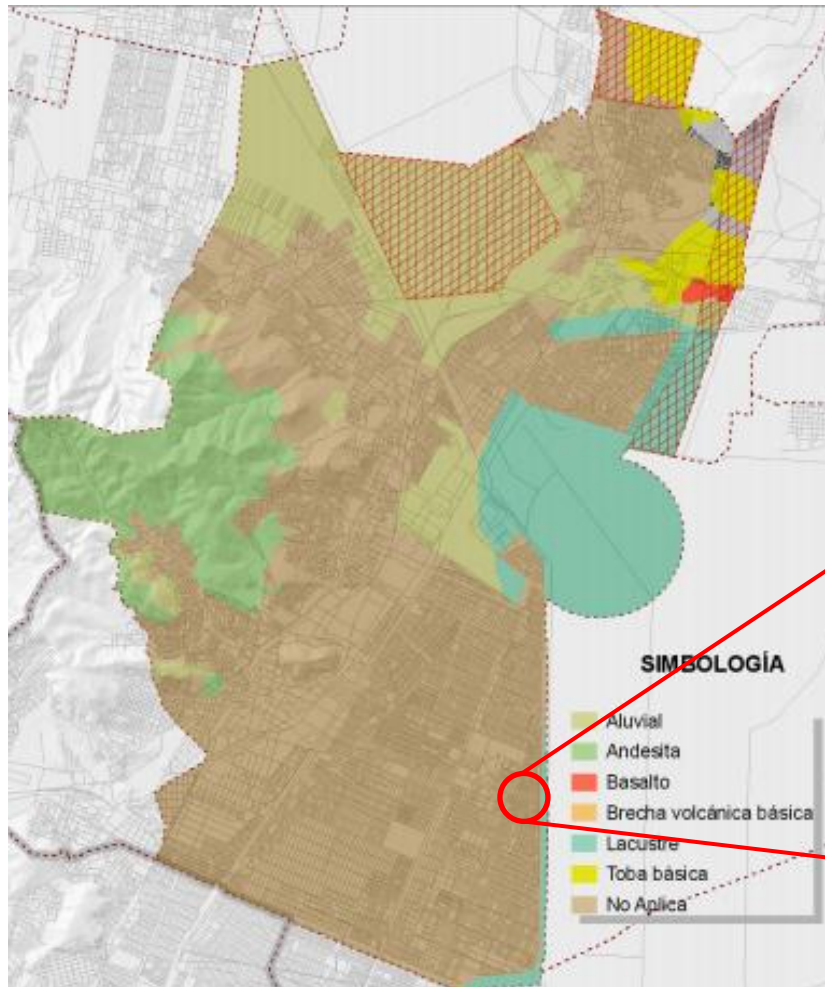 SIMBOLOGÍA
Aluvial
Andesita
Basalto
Brecha volcánica básica
Lacustre
Toba básica
No Aplica